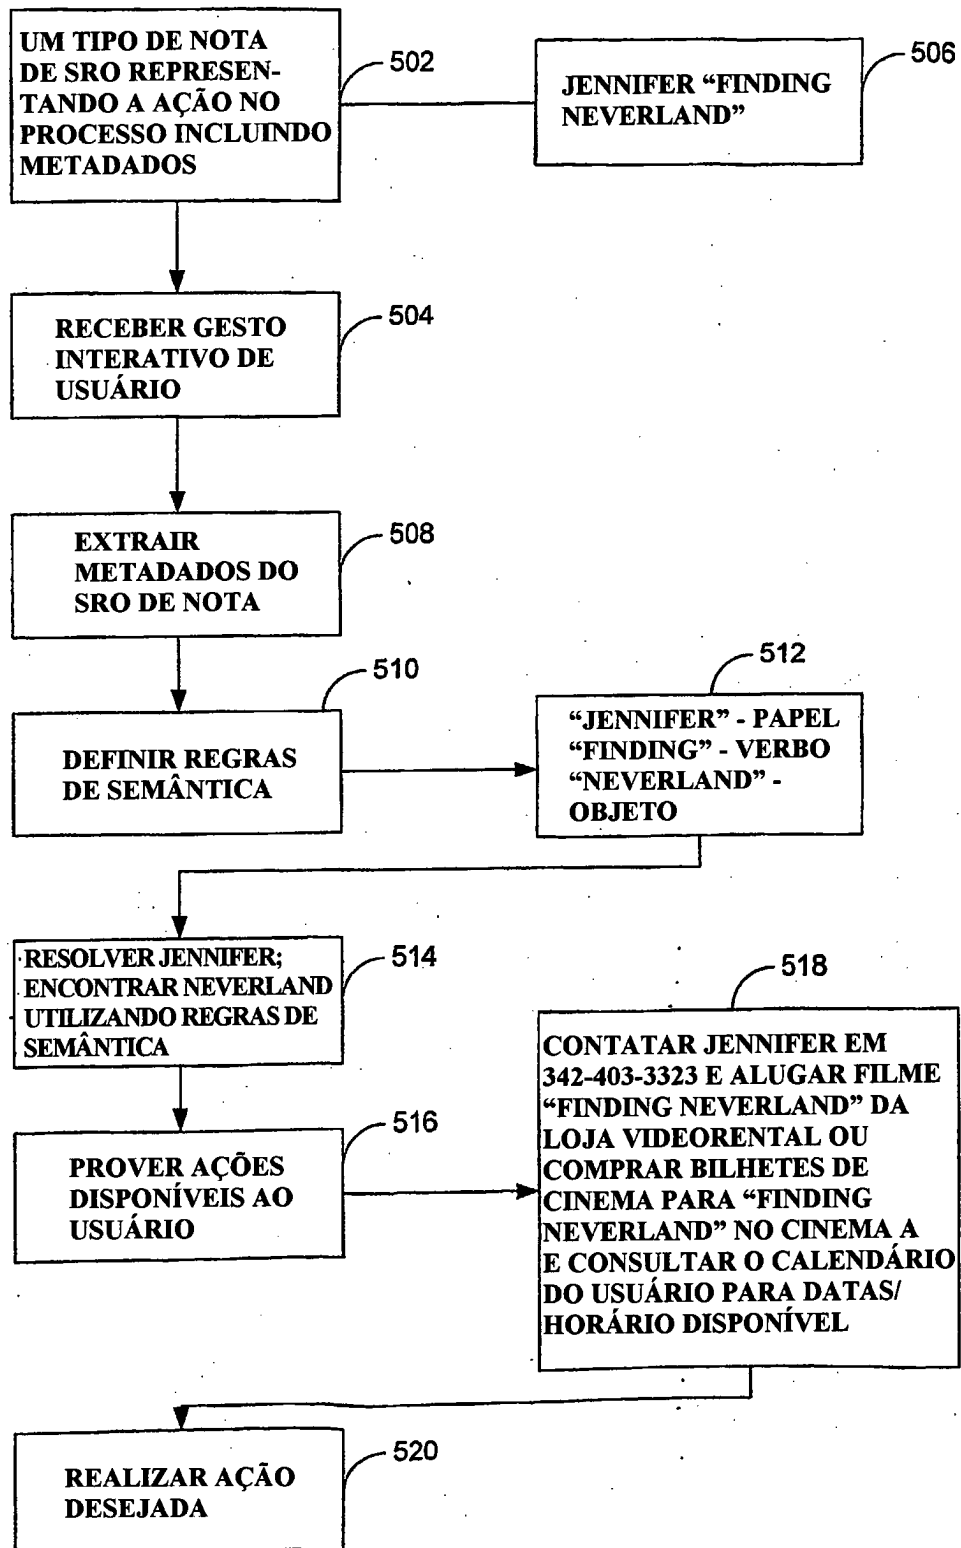 UM TIPO DE NOTA
DE SRO REPRESEN-
TANDO A AÇÃO NO
PROCESSO INCLUINDO
METADADOS
502
JENNIFER “FINDING
NEVERLAND”
506
RECEBER GESTO
INTERATIVO DE
USUÁRIO
504
EXTRAIR
METADADOS DO
SRO DE NOTA
508
DEFINIR REGRAS
DE SEMÂNTICA
510
“JENNIFER” - PAPEL
“FINDING” - VERBO
“NEVERLAND” -
OBJETO
512
RESOLVER JENNIFER;
ENCONTRAR NEVERLAND
UTILIZANDO REGRAS DE
SEMÂNTICA
514
PROVER AÇÕES
DISPONÍVEIS AO
USUÁRIO
516
CONTATAR JENNIFER EM
342-403-3323 E ALUGAR FILME
“FINDING NEVERLAND” DA
LOJA VIDEORENTAL OU
COMPRAR BILHETES DE
CINEMA PARA “FINDING
NEVERLAND” NO CINEMA A
E CONSULTAR O CALENDÁRIO
DO USUÁRIO PARA DATAS/
HORÁRIO DISPONÍVEL
518
REALIZAR AÇÃO
DESEJADA
520